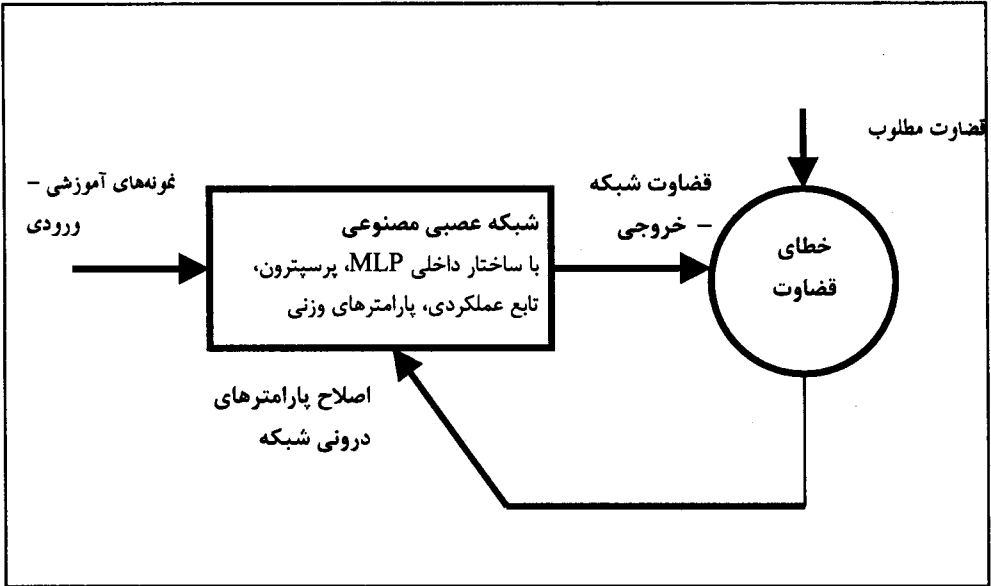 قضاوت مطلوب
نمونه‌های آموزشی –
ورودی
شبکه عصبی مصنوعی
با ساختار داخلی MLP، پرسپترون،
تابع عملکردی، پارامترهای وزنی
قضاوت شبکه
– خروجی
خطای
قضاوت
اصلاح پارامترهای
درونی شبکه